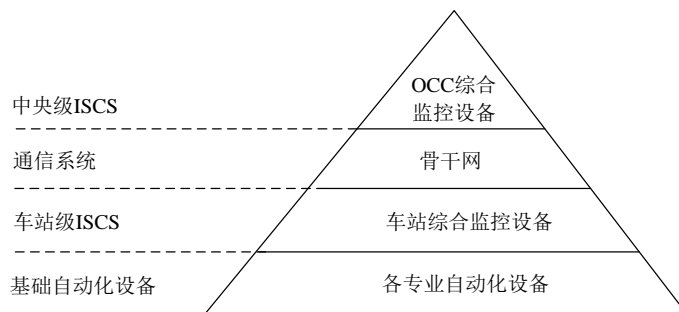 OCC综合
监控设备
中央级ISCS
通信系统
骨干网
车站级ISCS
车站综合监控设备
基础自动化设备
各专业自动化设备